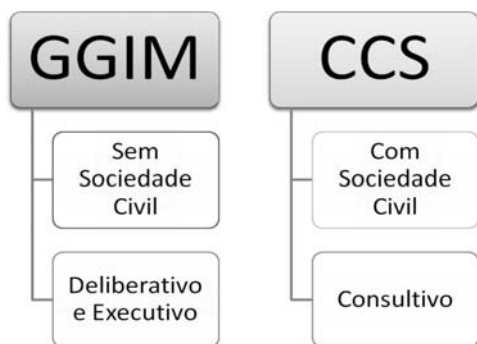 GGIM
Sem
Sociedade
Civil
Deliberativo
e Executivo
CCS
Com
Sociedade
Civil
Consultivo